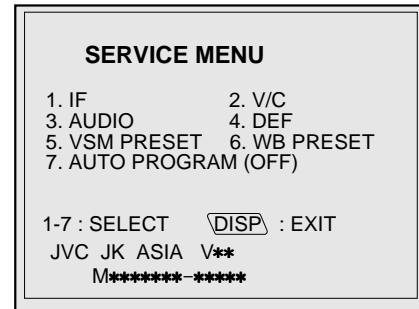 SERVICE MENU
1. IF 2. V/C
3. AUDIO 4. DEF
5. VSM PRESET 6. WB PRESET
7. AUTO PROGRAM (OFF)
1-7 : SELECT DISP : EXIT
JVC JK ASIA V**
M*******-*****